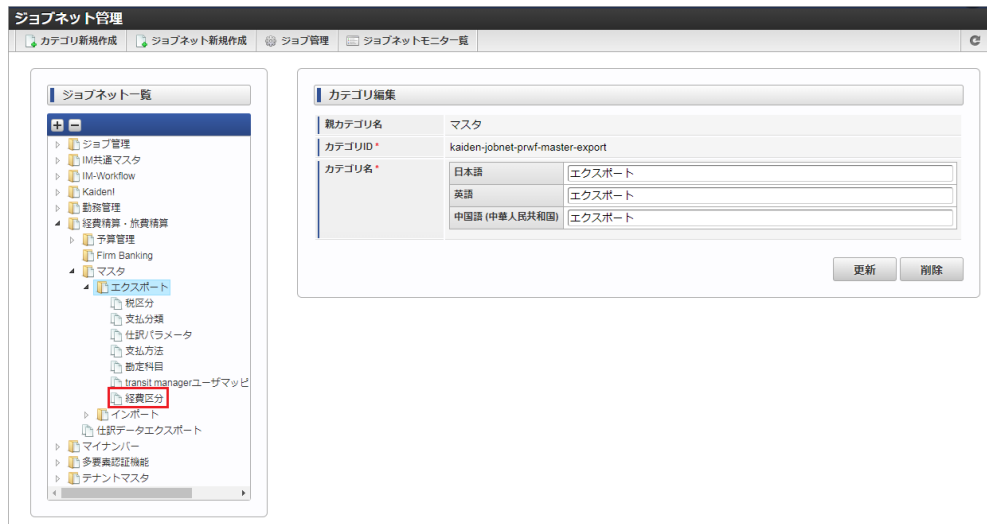 ジョブネット管理
カテゴリ新規作成 ジョブネット新規作成 ジョブ管理 ジョブネットモニター覧
ジョブネット一覧
ジョブ管理
IM共通マスタ
IM-Workflow
Kaiden!
勤務管理
経費精算・旅費精算
予算管理
Firm Banking
マスタ
エクスポート
税区分
支払分類
仕訳パラメータ
支払方法
勘定科目
transit managerユーザマッピ
経費区分
インポート
仕訳データエクスポート
マイナンバー
多要素認証機能
テナントマスタ
カテゴリ編集
親カテゴリ名 マスタ
カテゴリID * kaiden-jobnet-prwf-master-export
カテゴリ名 *
日本語 エクスポート
英語 エクスポート
中国語 (中華人民共和国) エクスポート
更新 削除